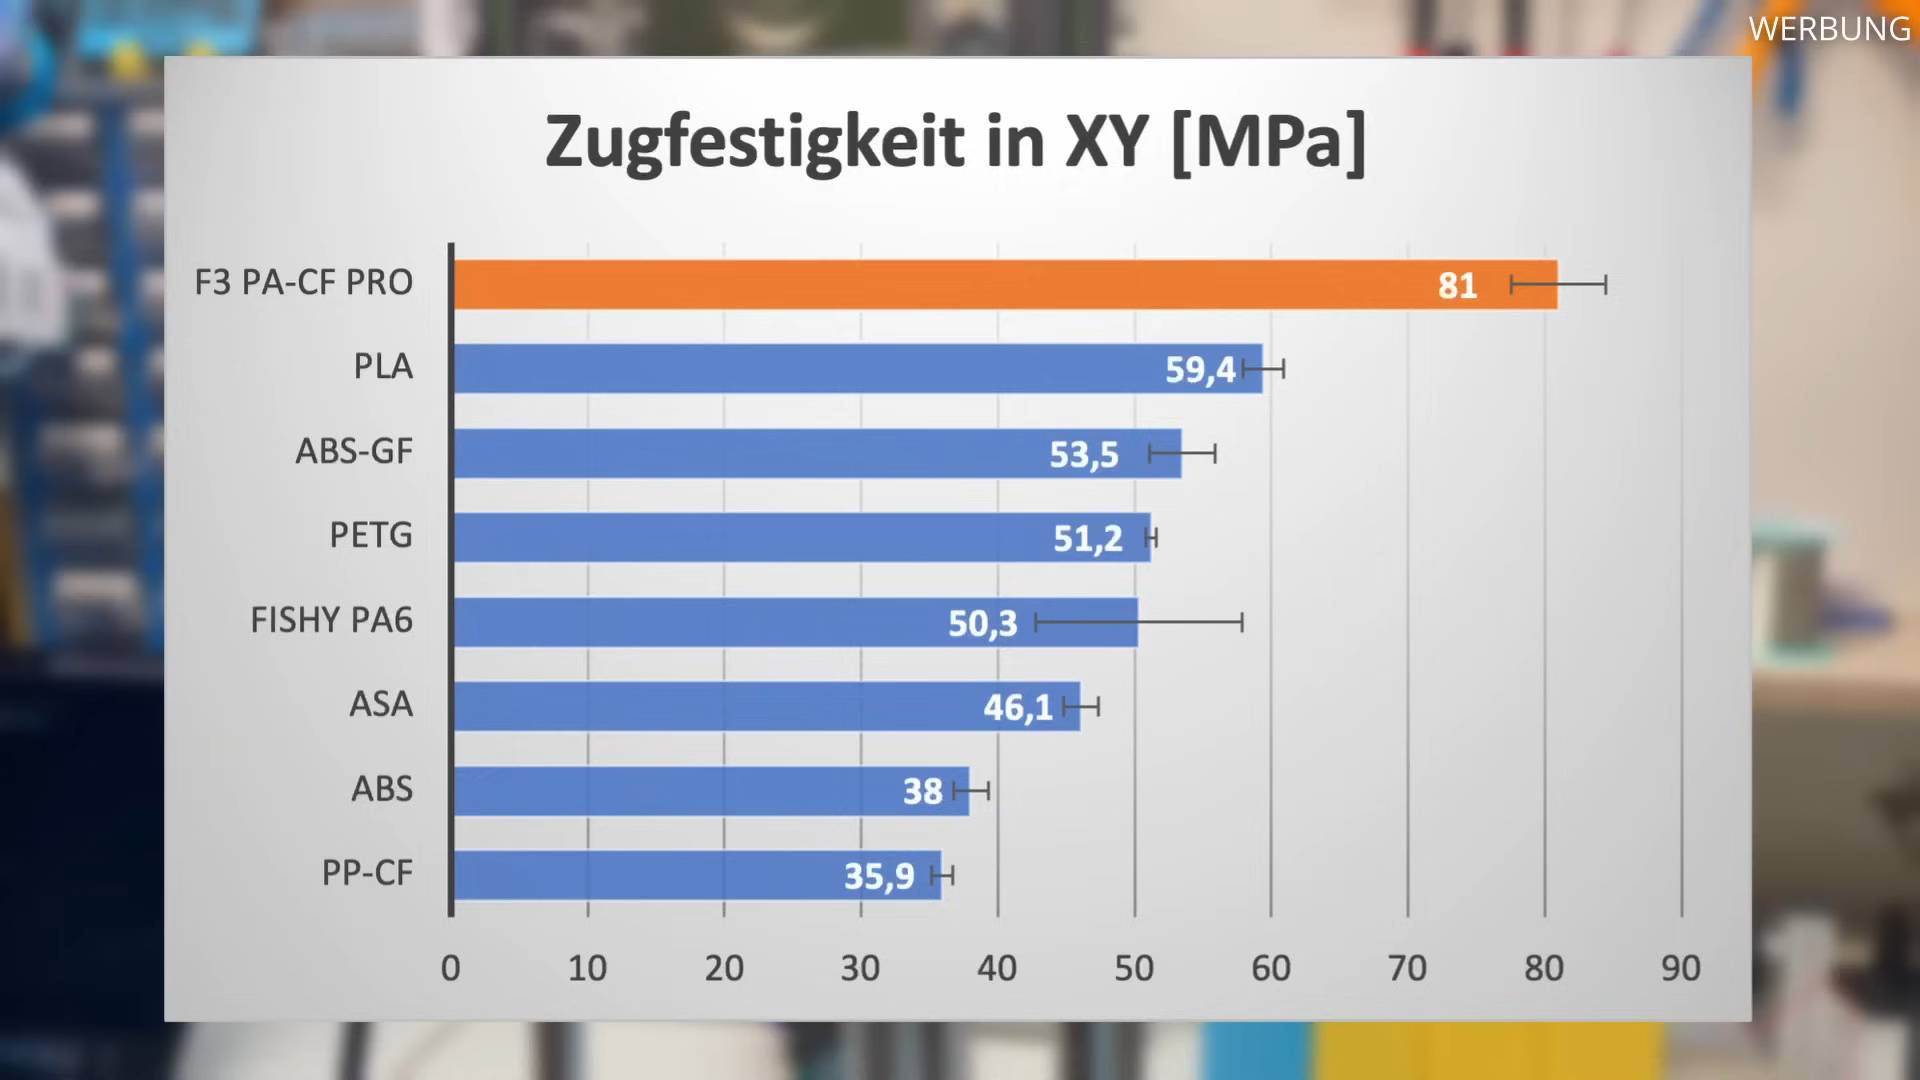 WERBUNG
Zugfestigkeit in XY [MPa]
F3 PA-CF PRO 81
PLA 59,4
ABS-GF 53,5
PETG 51,2
FISHY PA6 50,3
ASA 46,1
ABS 38
PP-CF 35,9
0 10 20 30 40 50 60 70 80 90